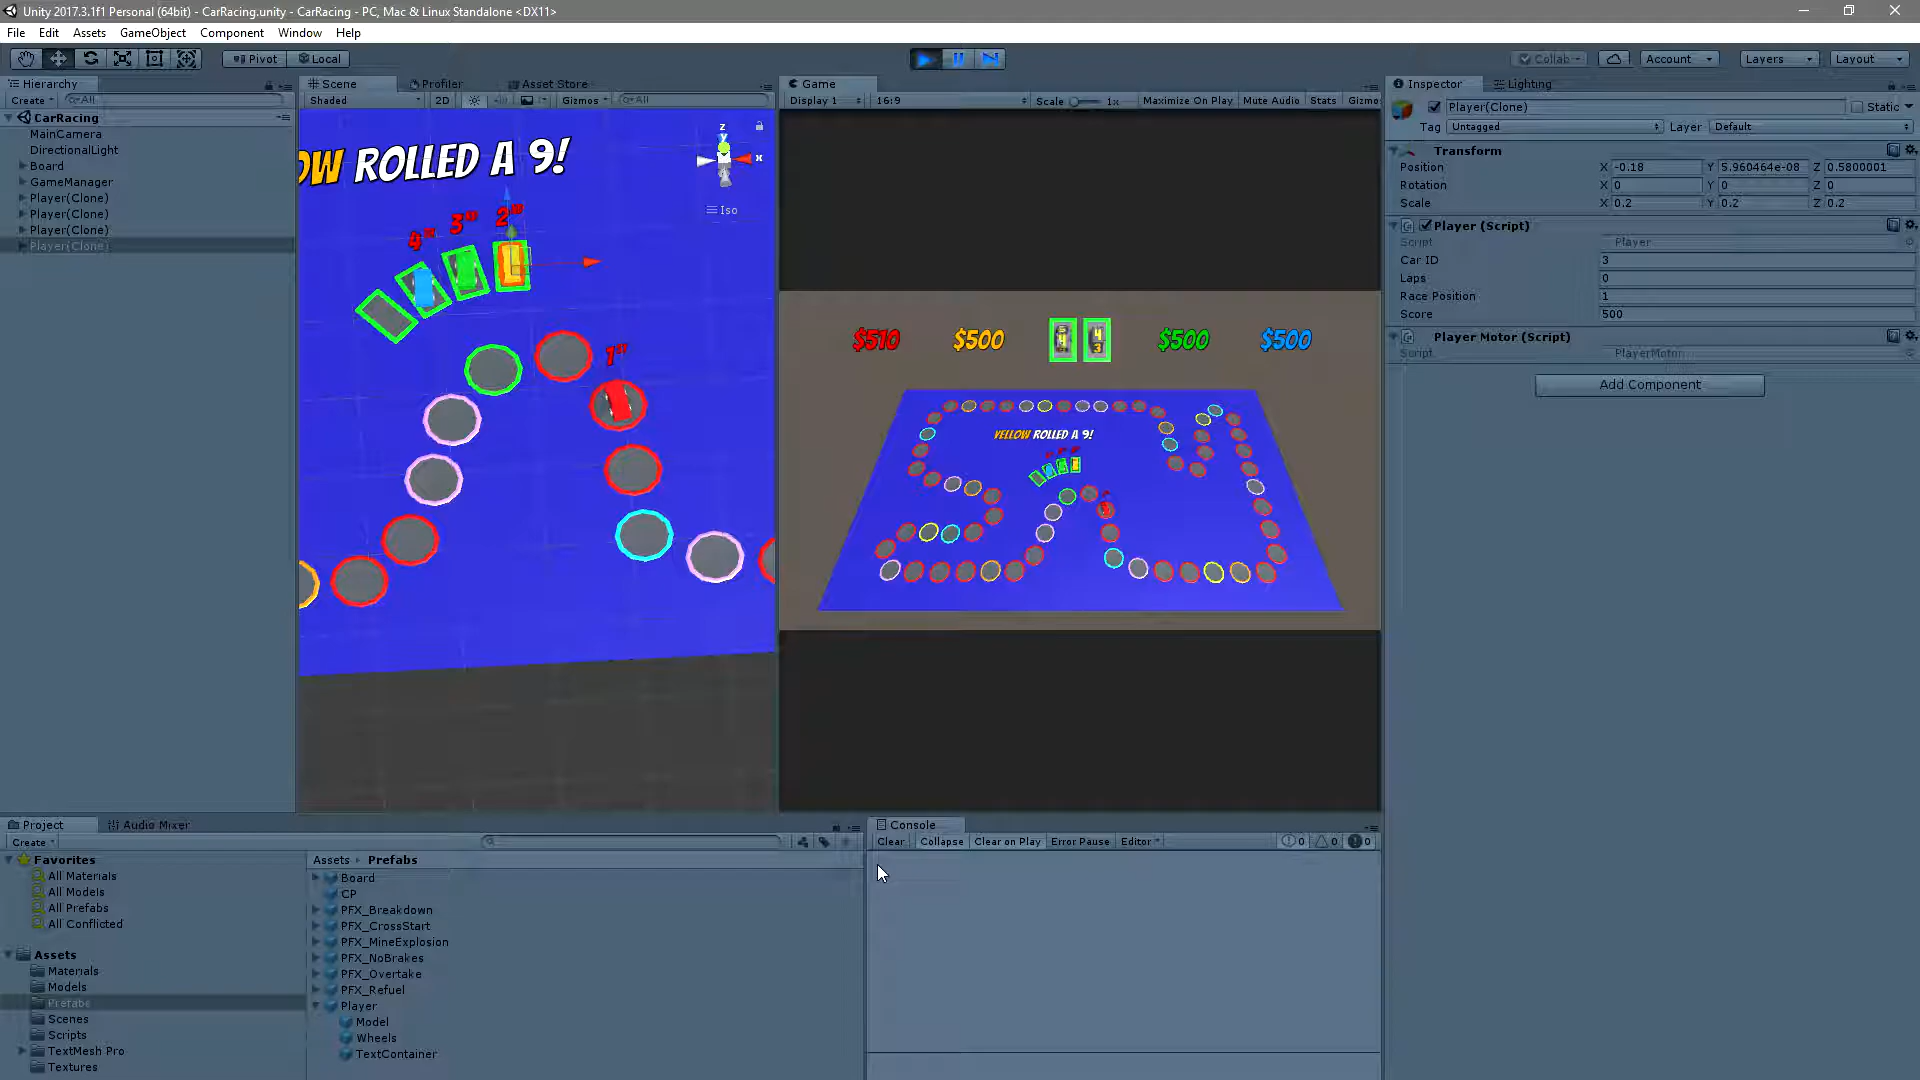 Unity 2017.3.1f1 Personal (64bit) - CarRacing.unity - CarRacing - PC, Mac & Linux Standalone <DX11>
File Edit Assets GameObject Component Window Help
Pivot Local Collab Account Layers Layout
Hierarchy Scene Profiler Asset Store Game Inspector Lighting
Create All Shaded 2D Gizmos All Display 1 16:9 Scale 1x Maximize On Play Mute Audio Stats Gizmo
Player(Clone) Static
Tag Untagged Layer Default
CarRacing
MainCamera
DirectionalLight
Board
GameManager
Player(Clone)
Player(Clone)
Player(Clone)
Player(Clone)
OW ROLLED A 9!
z
y
x
Iso
4TH 3RD 2ND
1ST
$510 $500 $500 $500
YELLOW ROLLED A 9!
Transform
Position X -0.18 Y 5.960464e-08 Z 0.5800001
Rotation X 0 Y 0 Z 0
Scale X 0.2 Y 0.2 Z 0.2
Player (Script)
Script Player
Car ID 3
Laps 0
Race Position 1
Score 500
Player Motor (Script)
Script PlayerMotor
Add Component
Project Audio Mixer
Create
Favorites
All Materials
All Models
All Prefabs
All Conflicted
Assets
Materials
Models
Prefabs
Scenes
Scripts
TextMesh Pro
Textures
Assets Prefabs
Board
CP
PFX_Breakdown
PFX_CrossStart
PFX_MineExplosion
PFX_NoBrakes
PFX_Overtake
PFX_Refuel
Player
Model
Wheels
TextContainer
Console
Clear Collapse Clear on Play Error Pause Editor 0 0 0